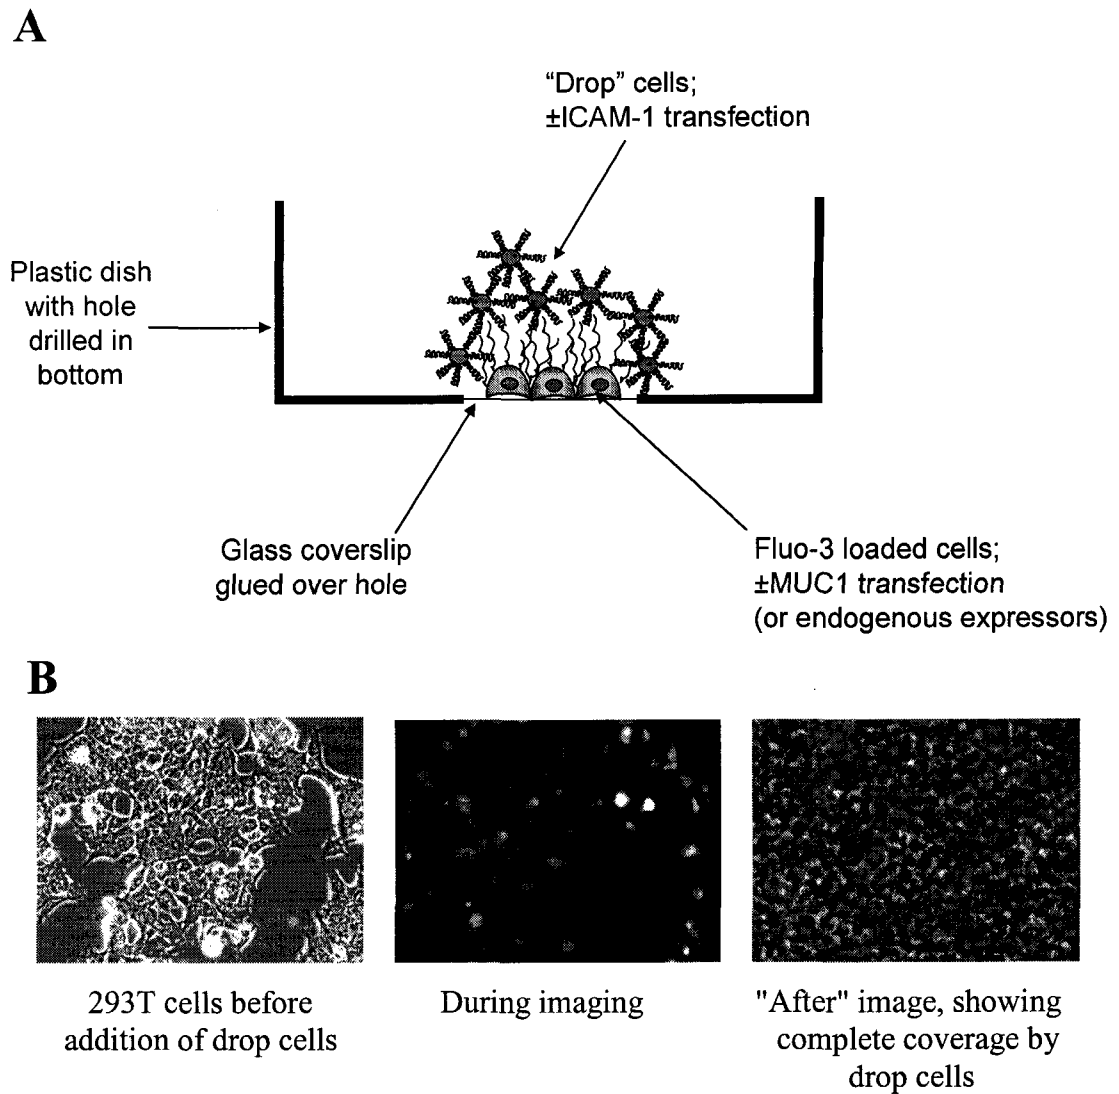 A
“Drop” cells;
±ICAM-1 transfection
Plastic dish
with hole
drilled in
bottom
Glass coverslip
glued over hole
Fluo-3 loaded cells;
±MUC1 transfection
(or endogenous expressors)
B
293T cells before
addition of drop cells
During imaging
"After" image, showing
complete coverage by
drop cells